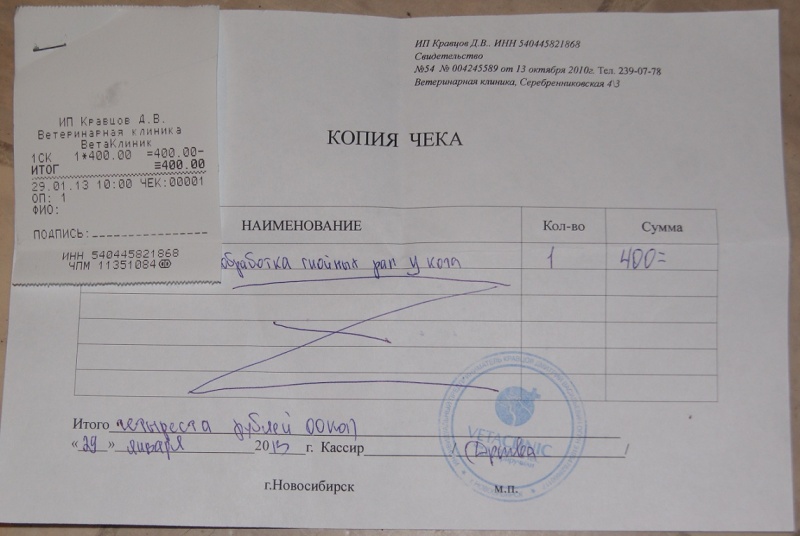 ИП Кравцов Д.В.. ИНН 540445821868
Свидетельство
№54 № 004245589 от 13 октября 2010г. Тел. 239-07-78
Ветеринарная клиника, Серебренниковская 4\3
КОПИЯ ЧЕКА
ИП Кравцов Д.В.
Ветеринарная клиника
ВетаКлиник
1СК 1*400.00 =400.00-
ИТОГ ≡400.00
29.01.13 10:00 ЧЕК:00001
ОП: 1
ФИО:
ПОДПИСЬ:
ИНН 540445821868
ЧПМ 11351084
НАИМЕНОВАНИЕ Кол-во Сумма
обработка гнойных ран у кота 1 400=
Итого четыреста рублей 00коп
«29» января 2013 г. Кассир
VETACLINIC
г.Новосибирск м.п.